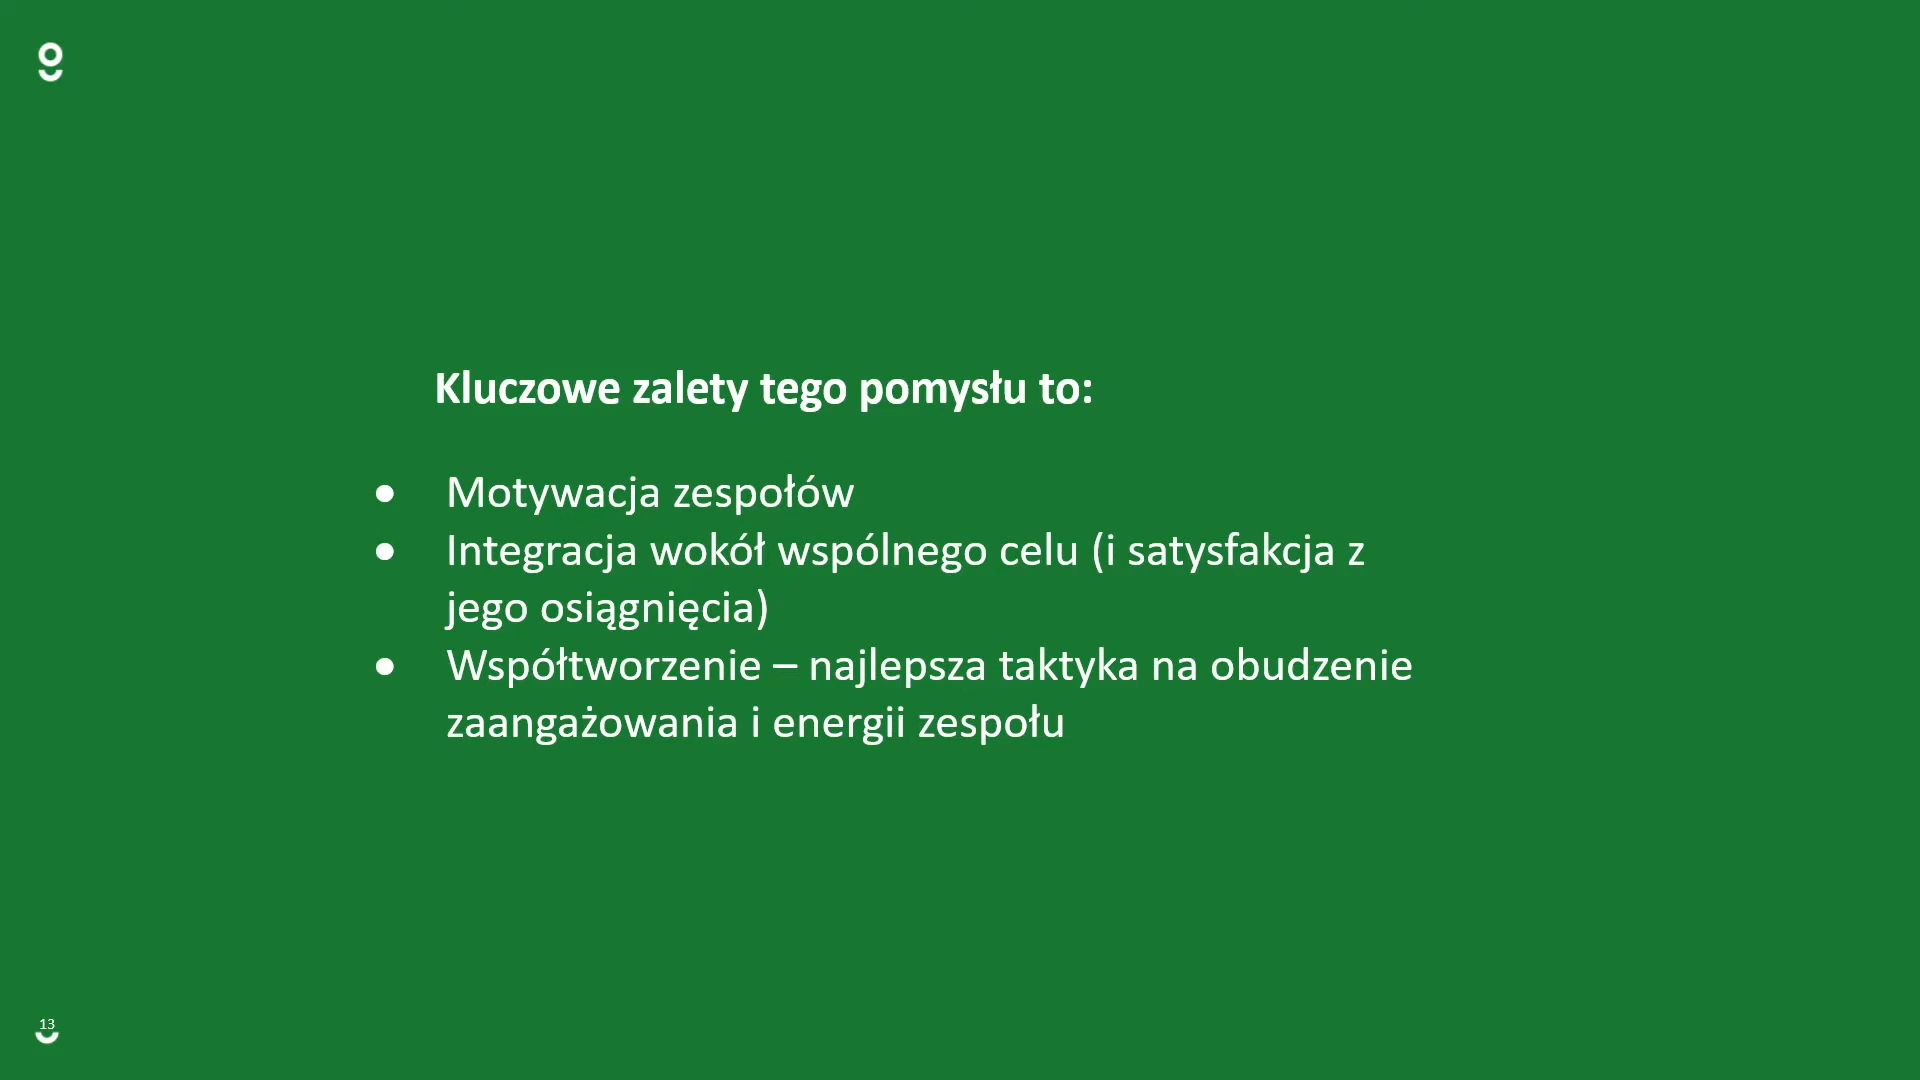 Kluczowe zalety tego pomysłu to:
● Motywacja zespołów
● Integracja wokół wspólnego celu (i satysfakcja z
jego osiągnięcia)
● Współtworzenie – najlepsza taktyka na obudzenie
zaangażowania i energii zespołu
13